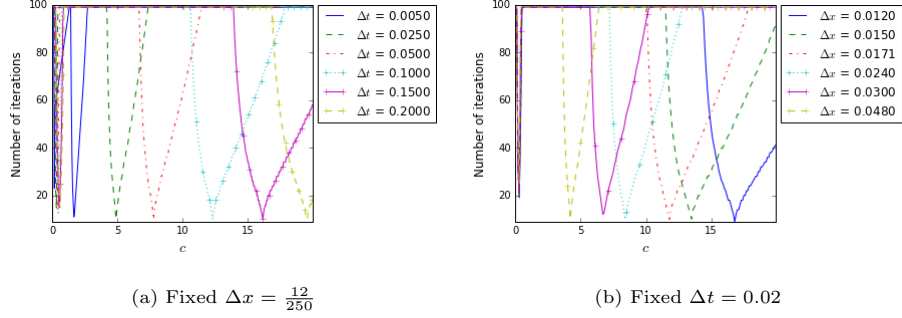 100
80
60
40
20
0
5
10
15
Number of iterations
c
Δt = 0.0050
Δt = 0.0250
Δt = 0.0500
Δt = 0.1000
Δt = 0.1500
Δt = 0.2000
(a) Fixed Δx = 12/250
100
80
60
40
20
0
5
10
15
Number of iterations
c
Δx = 0.0120
Δx = 0.0150
Δx = 0.0171
Δx = 0.0240
Δx = 0.0300
Δx = 0.0480
(b) Fixed Δt = 0.02